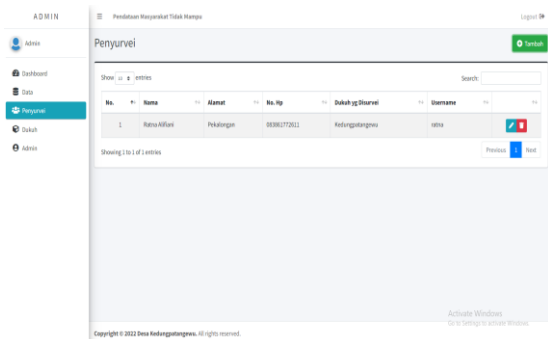 ADMIN
Pendataan Masyarakat Tidak Mampu
Logout
Admin
Penyurvei
Tambah
Dashboard
Data
Penyurvei
Dukuh
Admin
Show 10 entries
Search:
No. Nama Alamat No. Hp Dukuh yg Disurvei Username
1 Ratna Alifiani Pekalongan 083861772611 Kedungpatangewu ratna
Showing 1 to 1 of 1 entries
Previous 1 Next
Activate Windows
Go to Settings to activate Windows.
Copyright © 2022 Desa Kedungpatangewu. All rights reserved.